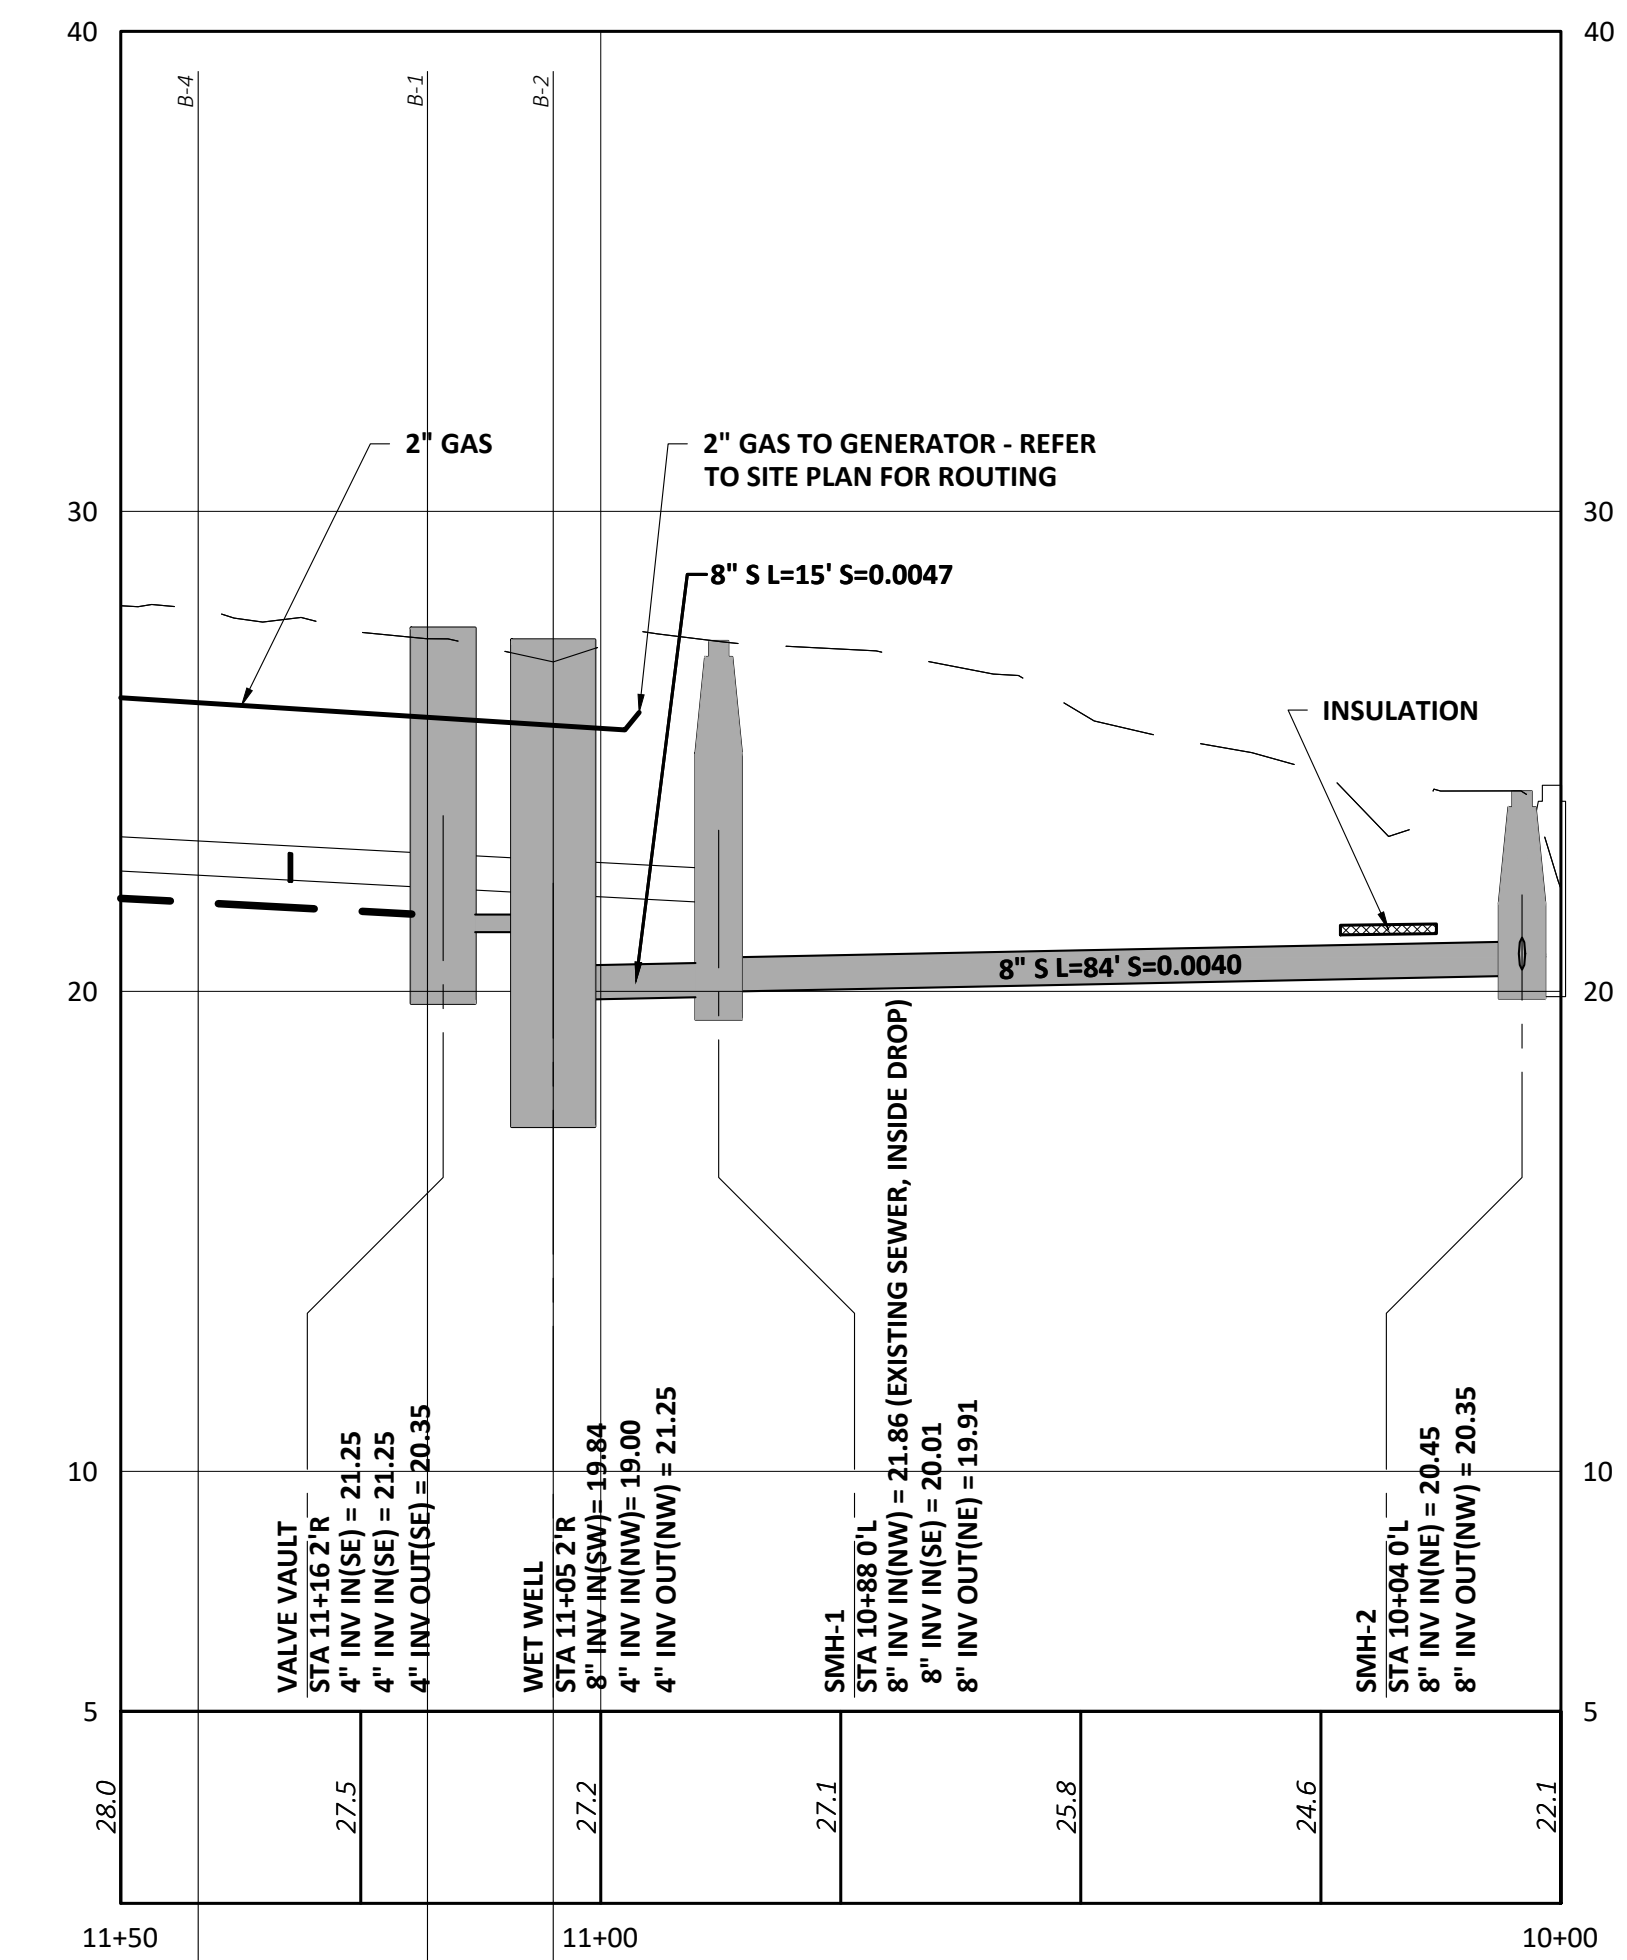 40
40
B-4
B-1
B-2
2" GAS
2" GAS TO GENERATOR - REFER
TO SITE PLAN FOR ROUTING
30
30
8" S L=15' S=0.0047
INSULATION
8" S L=84' S=0.0040
20
20
10
10
VALVE VAULT
STA 11+16 2'R
4" INV IN(SE) = 21.25
4" INV IN(SE) = 21.25
4" INV OUT(SE) = 20.35
WET WELL
STA 11+05 2'R
8" INV IN(SW)= 19.84
4" INV IN(NW)= 19.00
4" INV OUT(NW) = 21.25
SMH-1
STA 10+88 0'L
8" INV IN(NW) = 21.86 (EXISTING SEWER, INSIDE DROP)
8" INV IN(SE) = 20.01
8" INV OUT(NE) = 19.91
SMH-2
STA 10+04 0'L
8" INV IN(NE) = 20.45
8" INV OUT(NW) = 20.35
5
5
28.0
27.5
27.2
27.1
25.8
24.6
22.1
11+50
11+00
10+00